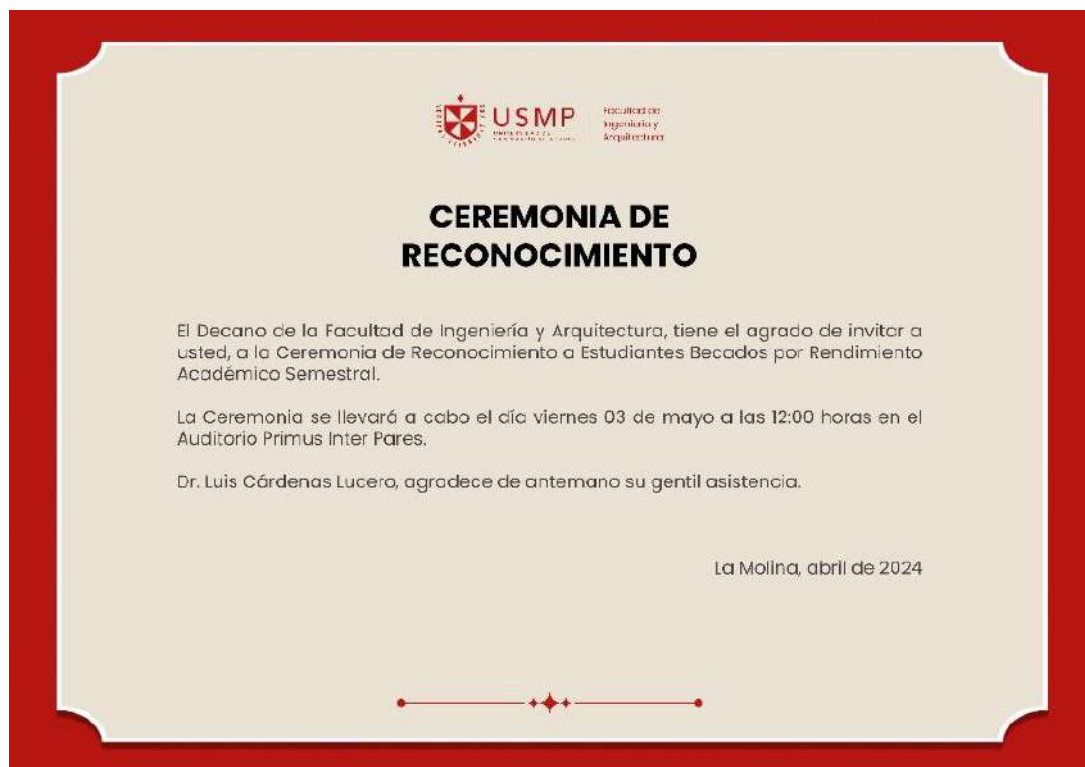 USMP
Facultad de
Ingeniería y
Arquitectura
CEREMONIA DE
RECONOCIMIENTO
El Decano de la Facultad de Ingeniería y Arquitectura, tiene el agrado de invitar a
usted, a la Ceremonia de Reconocimiento a Estudiantes Becados por Rendimiento
Académico Semestral.
La Ceremonia se llevará a cabo el día viernes 03 de mayo a las 12:00 horas en el
Auditorio Primus Inter Pares.
Dr. Luis Cárdenas Lucero, agradece de antemano su gentil asistencia.
La Molina, abril de 2024